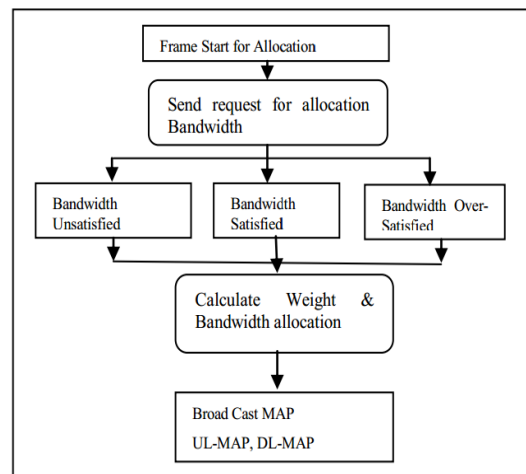 Frame Start for Allocation
Send request for allocation
Bandwidth
Bandwidth
Unsatisfied
Bandwidth
Satisfied
Bandwidth Over-
Satisfied
Calculate Weight &
Bandwidth allocation
Broad Cast MAP
UL-MAP, DL-MAP